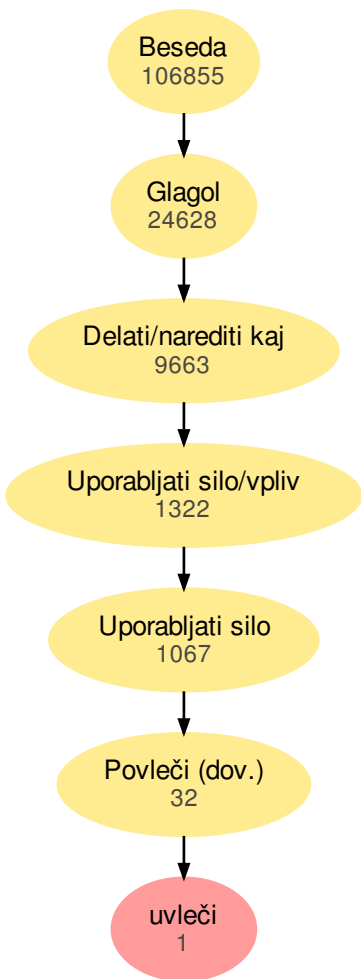 Beseda
106855
Glagol
24628
Delati/narediti kaj
9663
Uporabljati silo/vpliv
1322
Uporabljati silo
1067
Povleči (dov.)
32
uvleči
1